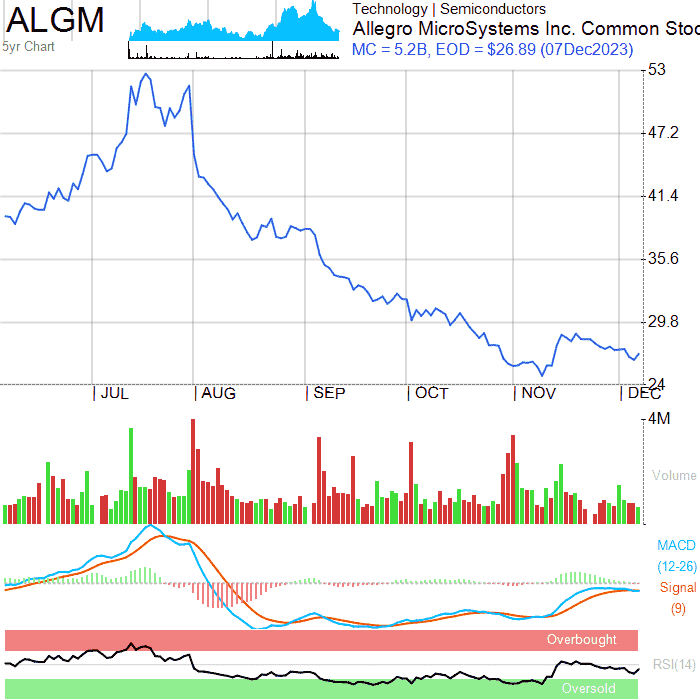 ALGM
5yr Chart
Technology | Semiconductors
Allegro MicroSystems Inc. Common Stoc
MC = 5.2B, EOD = $26.89 (07Dec2023)
53
47.2
41.4
35.6
29.8
24
JUL
AUG
SEP
OCT
NOV
DEC
4M
Volume
MACD
(12-26)
Signal
(9)
Overbought
RSI(14)
Oversold